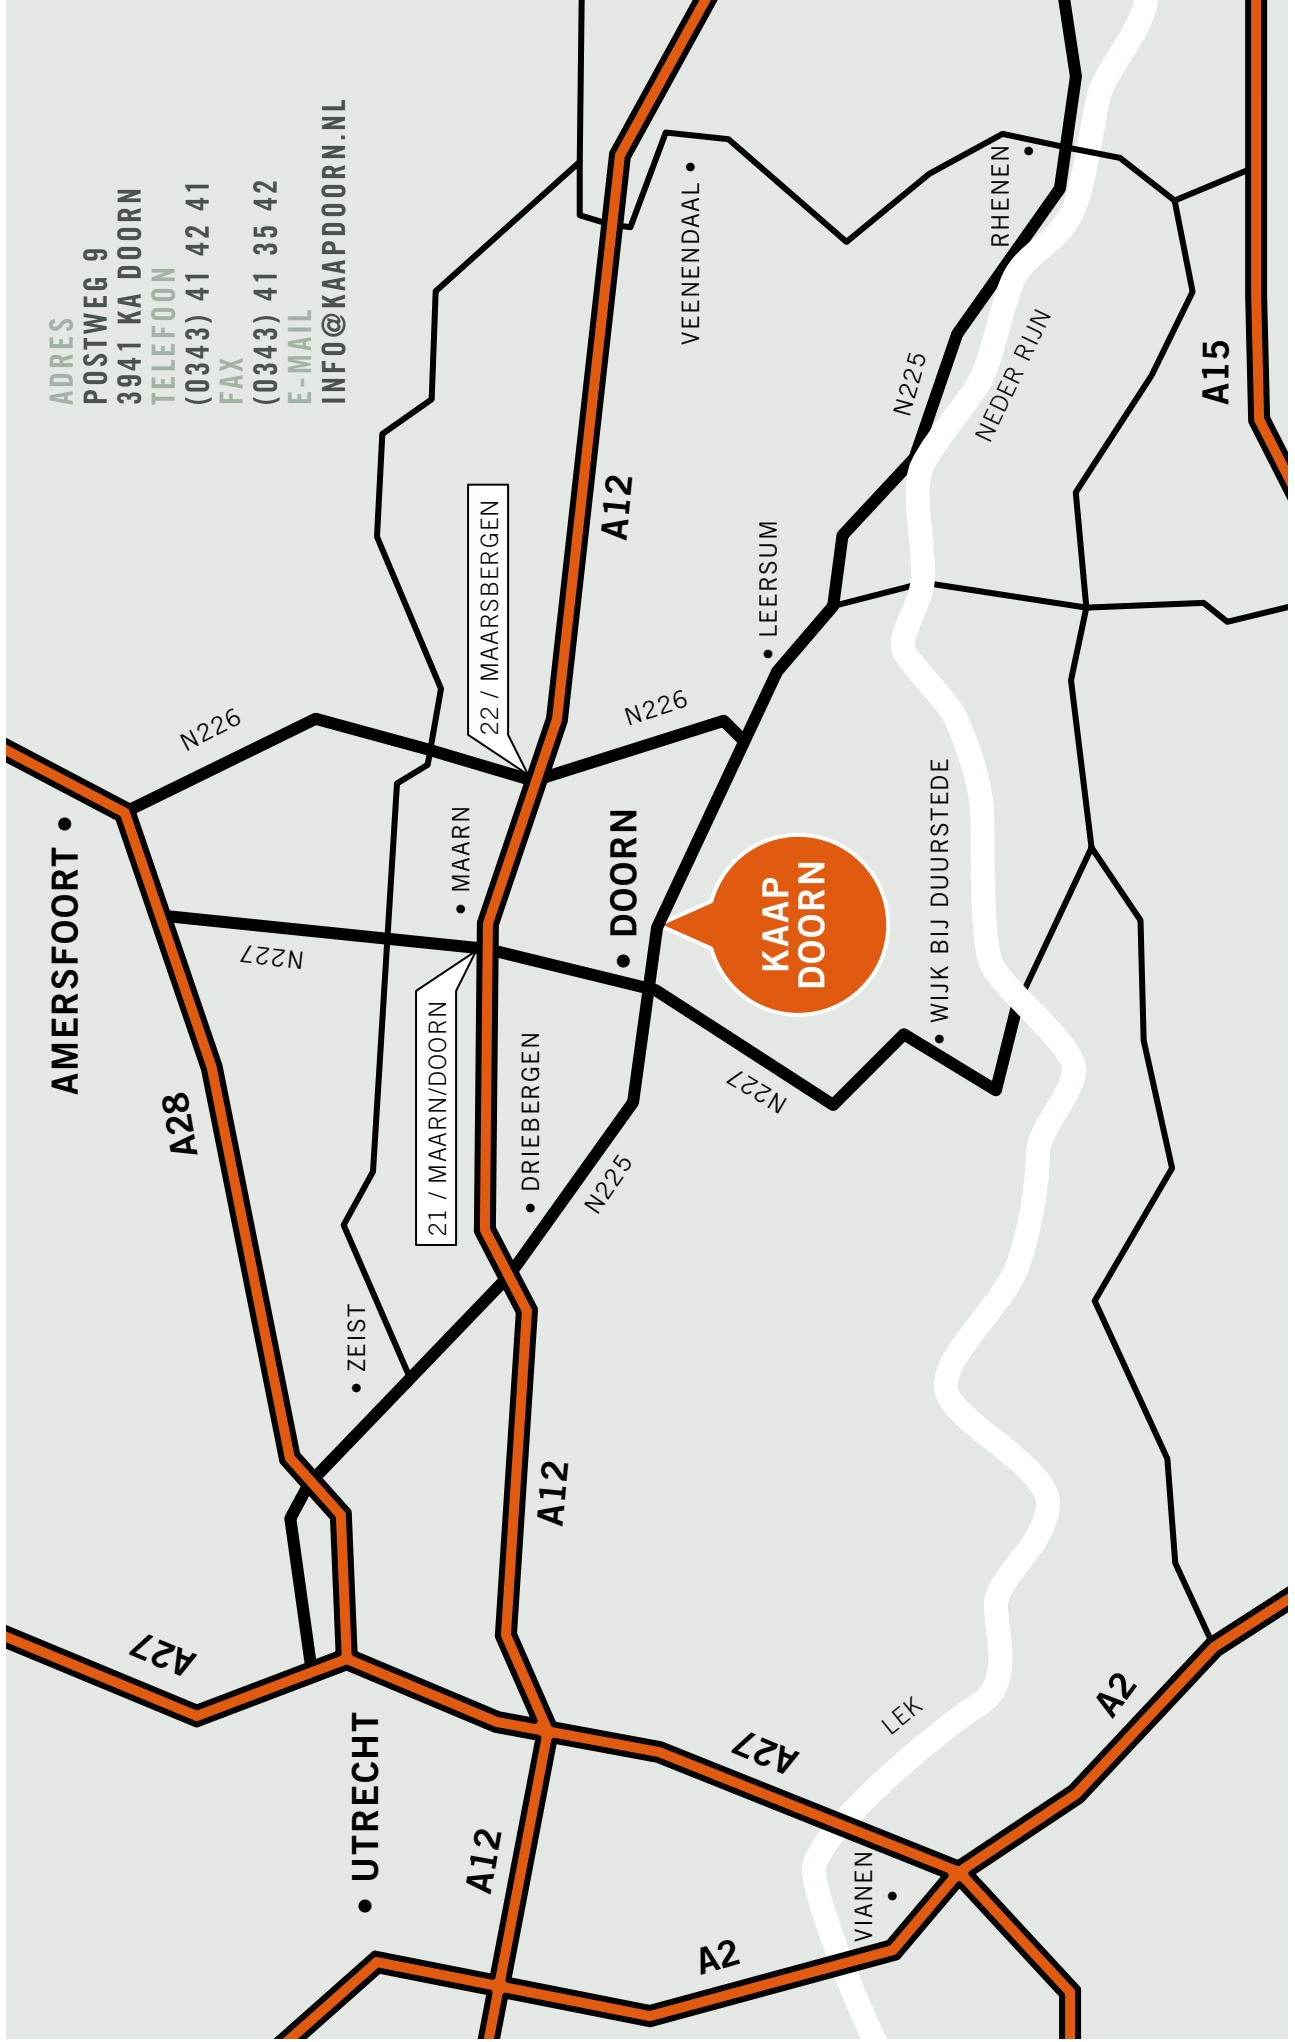 ADRES
POSTWEG 9
3941 KA DOORN
TELEFOON
(0343) 41 42 41
FAX
(0343) 41 35 42
E-MAIL
INFO@KAAPDOORN.NL
AMERSFOORT
A27
A28
N226
N227
UTRECHT
ZEIST
21 / MAARN/DOORN
MAARN
22 / MAARSBERGEN
A12
A12
DRIEBERGEN
A12
N225
DOORN
N226
VEENENDAAL
A2
A27
N227
KAAP
DOORN
LEERSUM
VIANEN
LEK
WIJK BIJ DUURSTEDE
N225
RHENEN
NEDER RIJN
A2
A15